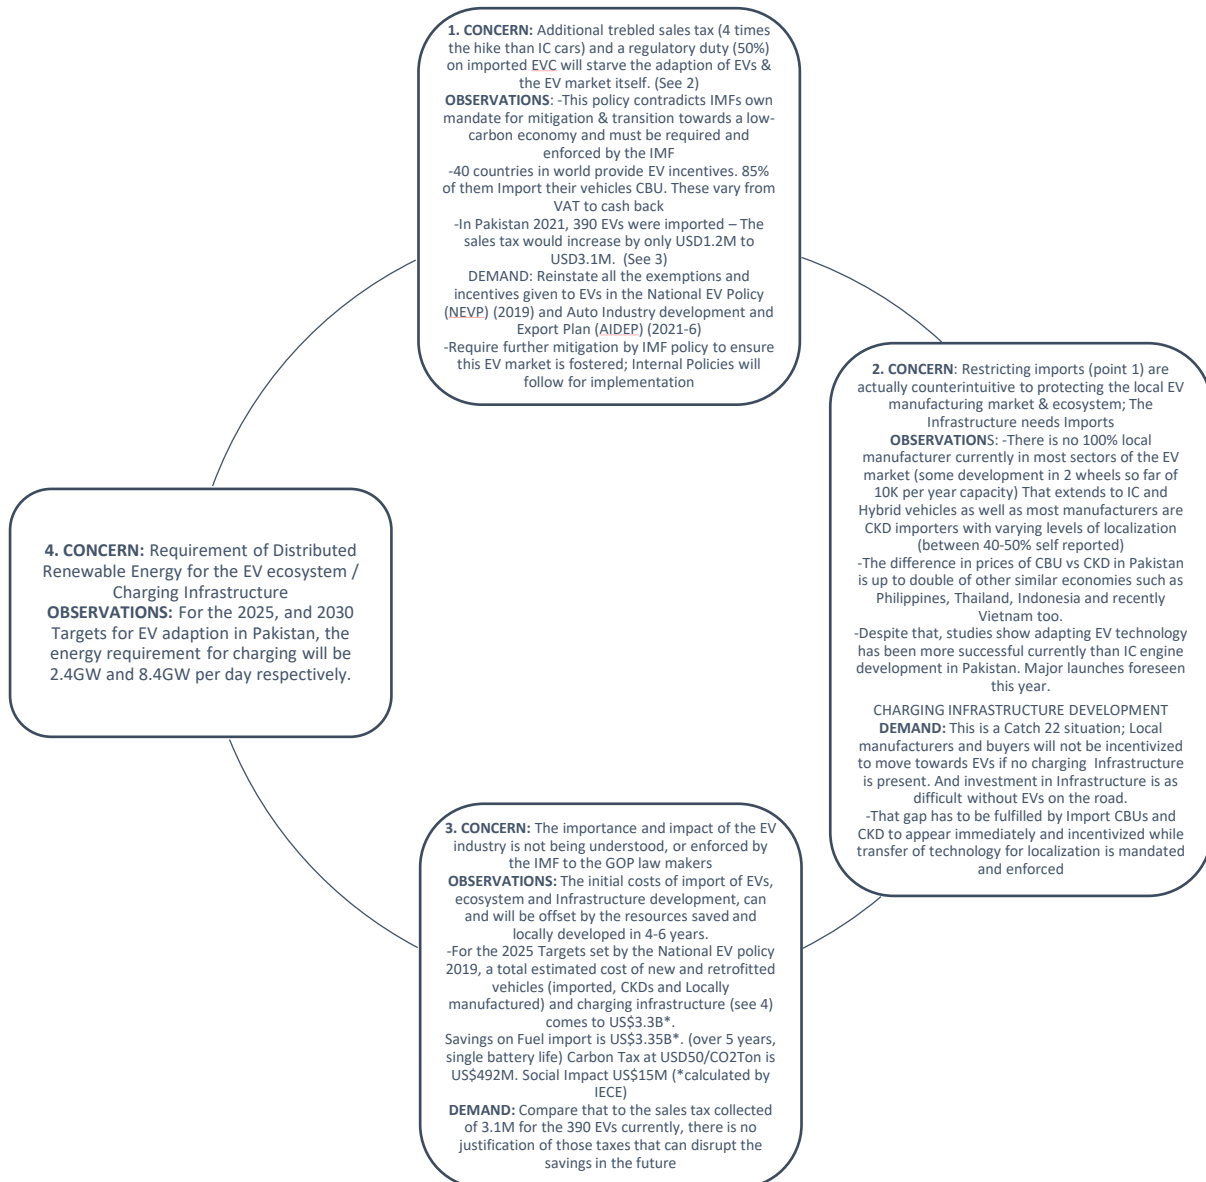 1. CONCERN: Additional trebled sales tax (4 times
the hike than IC cars) and a regulatory duty (50%)
on imported EVC will starve the adaption of EVs &
the EV market itself. (See 2)
OBSERVATIONS: -This policy contradicts IMFs own
mandate for mitigation & transition towards a low-
carbon economy and must be required and
enforced by the IMF
-40 countries in world provide EV incentives. 85%
of them Import their vehicles CBU. These vary from
VAT to cash back
-In Pakistan 2021, 390 EVs were imported – The
sales tax would increase by only USD1.2M to
USD3.1M.  (See 3)
DEMAND: Reinstate all the exemptions and
incentives given to EVs in the National EV Policy
(NEVP) (2019) and Auto Industry development and
Export Plan (AIDEP) (2021-6)
-Require further mitigation by IMF policy to ensure
this EV market is fostered; Internal Policies will
follow for implementation
2. CONCERN: Restricting imports (point 1) are
actually counterintuitive to protecting the local EV
manufacturing market & ecosystem; The
Infrastructure needs Imports
OBSERVATIONS: -There is no 100% local
manufacturer currently in most sectors of the EV
market (some development in 2 wheels so far of
10K per year capacity) That extends to IC and
Hybrid vehicles as well as most manufacturers are
CKD importers with varying levels of localization
(between 40-50% self reported)
-The difference in prices of CBU vs CKD in Pakistan
is up to double of other similar economies such as
Philippines, Thailand, Indonesia and recently
Vietnam too.
-Despite that, studies show adapting EV technology
has been more successful currently than IC engine
development in Pakistan. Major launches foreseen
this year.
CHARGING INFRASTRUCTURE DEVELOPMENT
DEMAND: This is a Catch 22 situation; Local
manufacturers and buyers will not be incentivized
to move towards EVs if no charging  Infrastructure
is present. And investment in Infrastructure is as
difficult without EVs on the road.
-That gap has to be fulfilled by Import CBUs and
CKD to appear immediately and incentivized while
transfer of technology for localization is mandated
and enforced
3. CONCERN: The importance and impact of the EV
industry is not being understood, or enforced by
the IMF to the GOP law makers
OBSERVATIONS: The initial costs of import of EVs,
ecosystem and Infrastructure development, can
and will be offset by the resources saved and
locally developed in 4-6 years.
-For the 2025 Targets set by the National EV policy
2019, a total estimated cost of new and retrofitted
vehicles (imported, CKDs and Locally
manufactured) and charging infrastructure (see 4)
comes to US$3.3B*.
Savings on Fuel import is US$3.35B*. (over 5 years,
single battery life) Carbon Tax at USD50/CO2Ton is
US$492M. Social Impact US$15M (*calculated by
IECE)
DEMAND: Compare that to the sales tax collected
of 3.1M for the 390 EVs currently, there is no
justification of those taxes that can disrupt the
savings in the future
4. CONCERN: Requirement of Distributed
Renewable Energy for the EV ecosystem /
Charging Infrastructure
OBSERVATIONS: For the 2025, and 2030
Targets for EV adaption in Pakistan, the
energy requirement for charging will be
2.4GW and 8.4GW per day respectively.